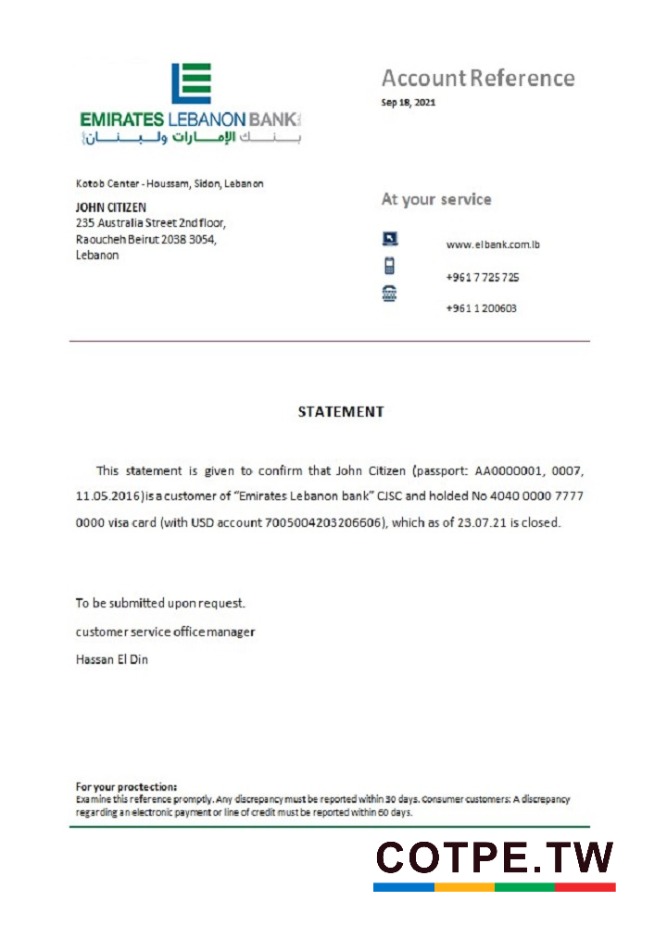 Account Reference
Sep 18, 2021
EMIRATES LEBANON BANK
بنك الإمارات ولبنان
Kotob Center - Houssam, Sidon, Lebanon
JOHN CITIZEN
235 Australia Street 2nd floor,
Raoucheh Beirut 2038 3054,
Lebanon
At your service
www.elbank.com.lb
+961 7 725 725
+961 1 200603
STATEMENT
This statement is given to confirm that John Citizen (passport: AA0000001, 0007,
11.05.2016) is a customer of “Emirates Lebanon bank” CJSC and holded No 4040 0000 7777
0000 visa card (with USD account 7005004203206606), which as of 23.07.21 is closed.
To be submitted upon request.
customer service office manager
Hassan El Din
For your proctection:
Examine this reference promptly. Any discrepancy must be reported within 30 days. Consumer customers: A discrepancy
regarding an electronic payment or line of credit must be reported within 60 days.
COTPE.TW